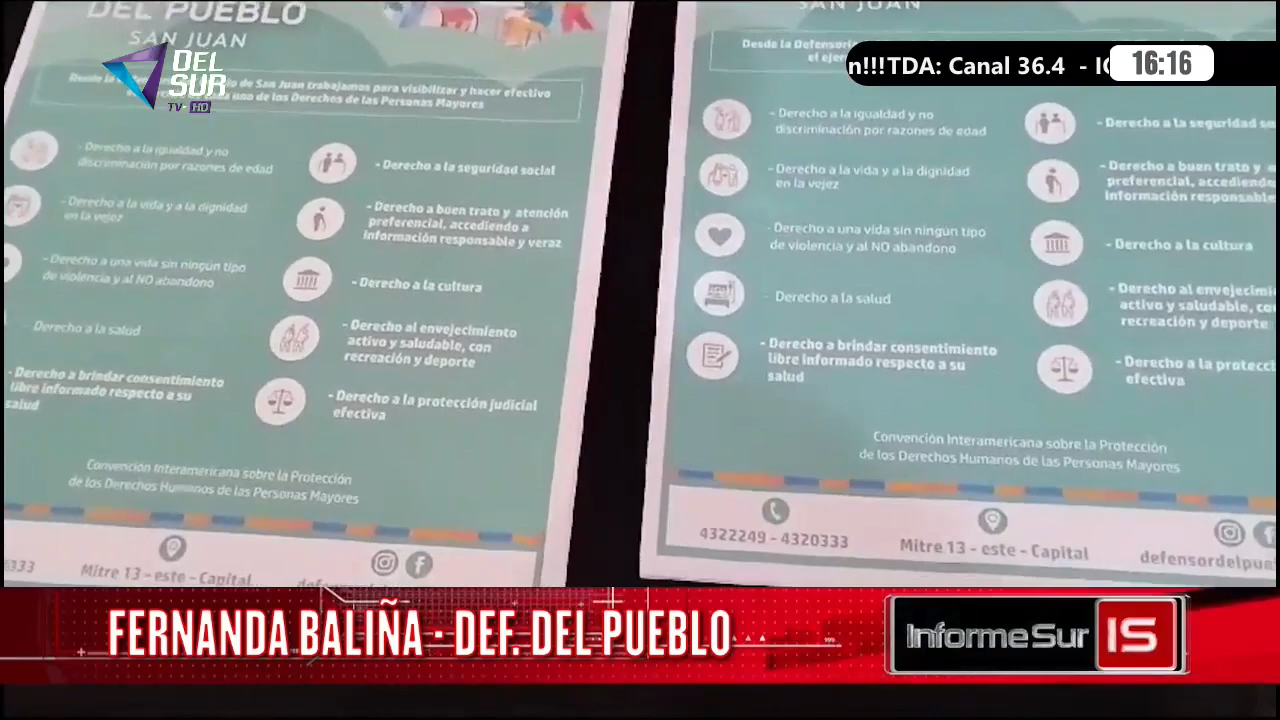 DEL PUEBLO
SAN JUAN
de San Juan trabajamos para visibilizar y hacer efectivo
uno de los Derechos de las Personas Mayores
- Derecho a la igualdad y no
discriminación por razones de edad
- Derecho a la vida y a la dignidad
en la vejez
- Derecho a una vida sin ningún tipo
de violencia y al NO abandono
- Derecho a la salud
- Derecho a brindar consentimiento
libre informado respecto a su
salud
- Derecho a la seguridad social
- Derecho a buen trato y atención
preferencial, accediendo a
información responsable y veraz
- Derecho a la cultura
- Derecho al envejecimiento
activo y saludable, con
recreación y deporte
- Derecho a la protección judicial
efectiva
Convención Interamericana sobre la Protección
de los Derechos Humanos de las Personas Mayores
Mitre 13 - este - Capital
SAN JUAN
Desde la Defensoría
el
- Derecho a la igualdad y no
discriminación por razones de edad
- Derecho a la vida y a la dignidad
en la vejez
- Derecho a una vida sin ningún tipo
de violencia y al NO abandono
- Derecho a la salud
- Derecho a brindar consentimiento
libre informado respecto a su
salud
- Derecho a la seguridad
- Derecho a buen trato y
preferencial, accediendo
información responsable
- Derecho a la cultura
- Derecho al
activo y saludable,
recreación y deporte
- Derecho a la
efectiva
Convención Interamericana sobre la Protección
de los Derechos Humanos de las Personas Mayores
4322249 - 4320333
Mitre 13 - este - Capital
DEL
SUR
TV-HD
n!!!TDA: Canal 36.4 -
16:16
FERNANDA BALIÑA - DEF. DEL PUEBLO
InformeSur IS